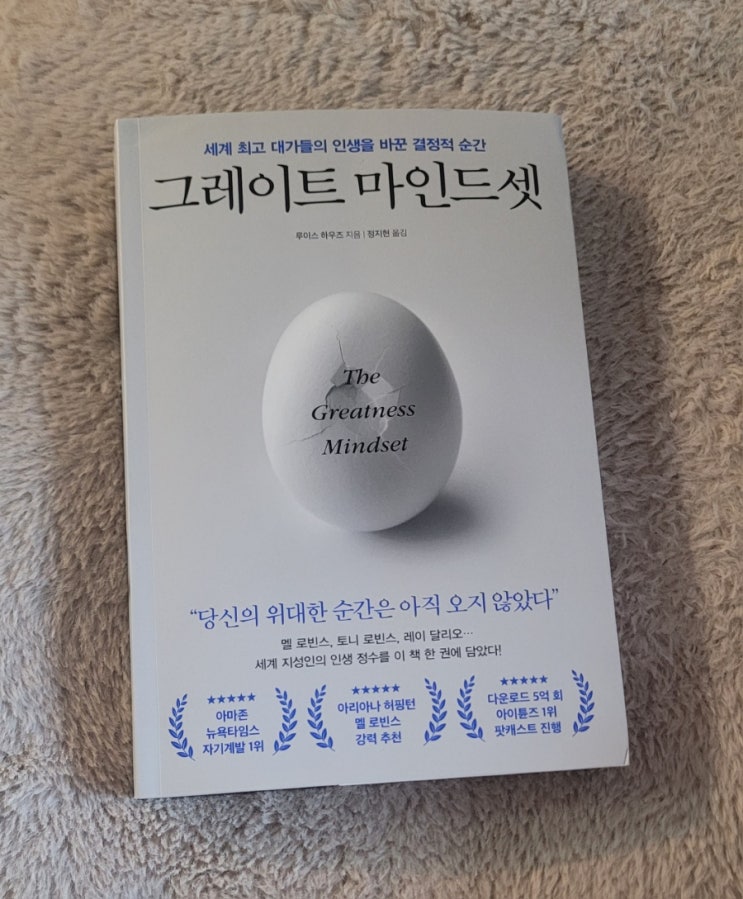 세계 최고 대가들의 인생을 바꾼 결정적 순간
그레이트 마인드셋
루이스 하우즈 지음 | 정지현 옮김
The
Greatness
Mindset
“당신의 위대한 순간은 아직 오지 않았다”
멜 로빈스, 토니 로빈스, 레이 달리오…
세계 지성인의 인생 정수를 이 책 한 권에 담았다!
★★★★★
아마존
뉴욕타임스
자기계발 1위
★★★★★
아리아나 허핑턴
멜 로빈스
강력 추천
★★★★★
다운로드 5억 회
아이튠즈 1위
팟캐스트 진행